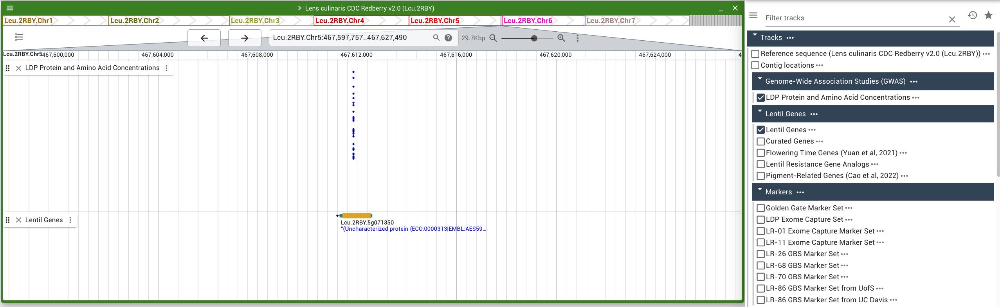 Lens culinaris CDC Redberry v2.0 (Lcu.2RBY)
Lcu.2RBY.Chr1 Lcu.2RBY.Chr2 Lcu.2RBY.Chr3 Lcu.2RBY.Chr4 Lcu.2RBY.Chr5 Lcu.2RBY.Chr6 Lcu.2RBY.Chr7
Lcu.2RBY.Chr5:467,597,757..467,627,490 29.7Kbp
Lcu.2RBY.Chr5 467,600,000 467,604,000 467,608,000 467,612,000 467,616,000 467,620,000 467,624,000 4
LDP Protein and Amino Acid Concentrations
Lentil Genes
Lcu.2RBY.5g071350
"(Uncharacterized protein {ECO:0000313|EMBL:AES59...
Filter tracks
Tracks
Reference sequence (Lens culinaris CDC Redberry v2.0 (Lcu.2RBY))
Contig locations
Genome-Wide Association Studies (GWAS)
LDP Protein and Amino Acid Concentrations
Lentil Genes
Lentil Genes
Curated Genes
Flowering Time Genes (Yuan et al, 2021)
Lentil Resistance Gene Analogs
Pigment-Related Genes (Cao et al, 2022)
Markers
Golden Gate Marker Set
LDP Exome Capture Set
LR-01 Exome Capture Marker Set
LR-11 Exome Capture Marker Set
LR-26 GBS Marker Set
LR-68 GBS Marker Set
LR-70 GBS Marker Set
LR-86 GBS Marker Set from UofS
LR-86 GBS Marker Set from UC Davis